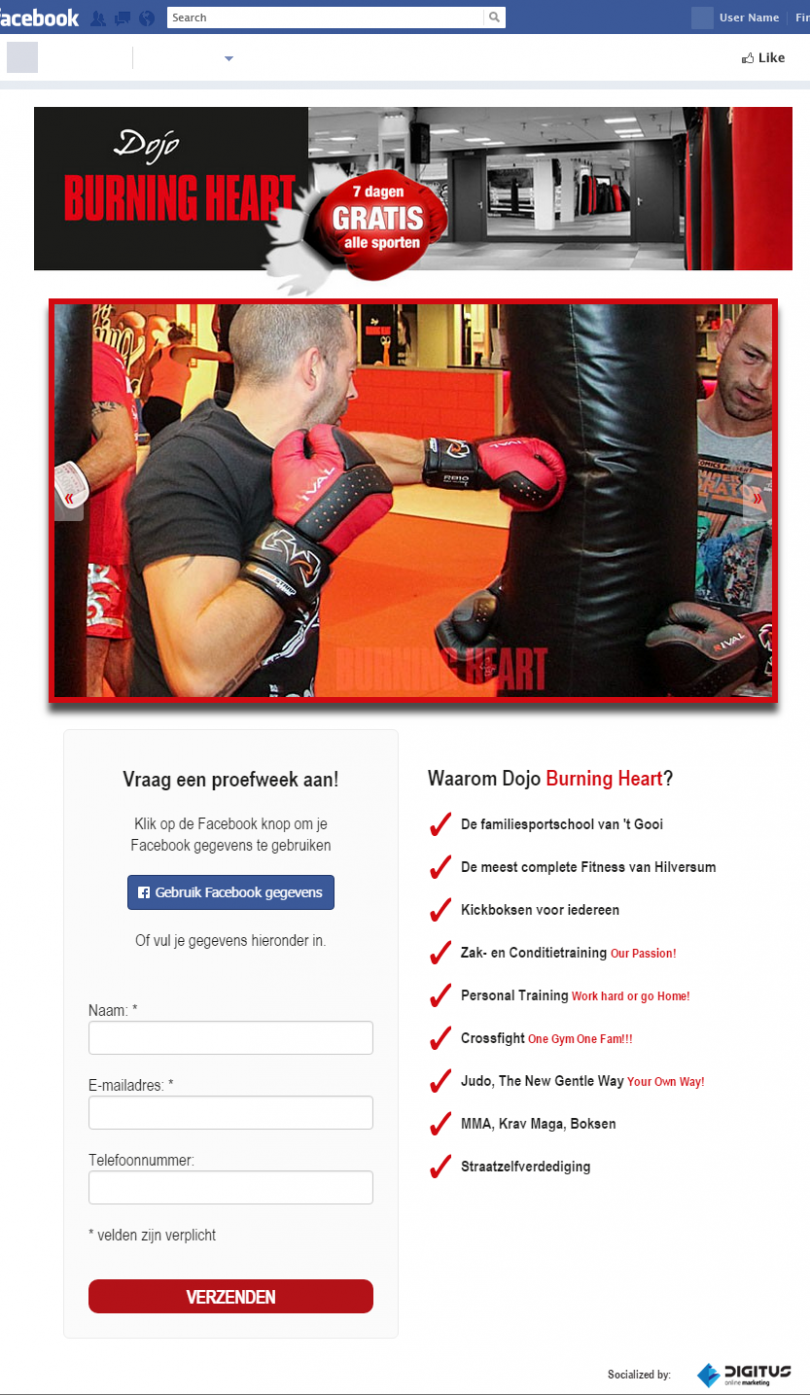 facebook
Search
User Name
Fin
Like
Dojo
BURNING HEART
7 dagen
GRATIS
alle sporten
RIVAL
RIVAL
RB10
RIVAL
BURNING HEART
Vraag een proefweek aan!
Klik op de Facebook knop om je
Facebook gegevens te gebruiken
Gebruik Facebook gegevens
Of vul je gegevens hieronder in.
Naam: *
E-mailadres: *
Telefoonnummer:
* velden zijn verplicht
VERZENDEN
Waarom Dojo Burning Heart?
De familiesportschool van 't Gooi
De meest complete Fitness van Hilversum
Kickboksen voor iedereen
Zak- en Conditietraining Our Passion!
Personal Training Work hard or go Home!
Crossfight One Gym One Fam!!!
Judo, The New Gentle Way Your Own Way!
MMA, Krav Maga, Boksen
Straatzelfverdediging
Socialized by:
DIGITUS
online marketing